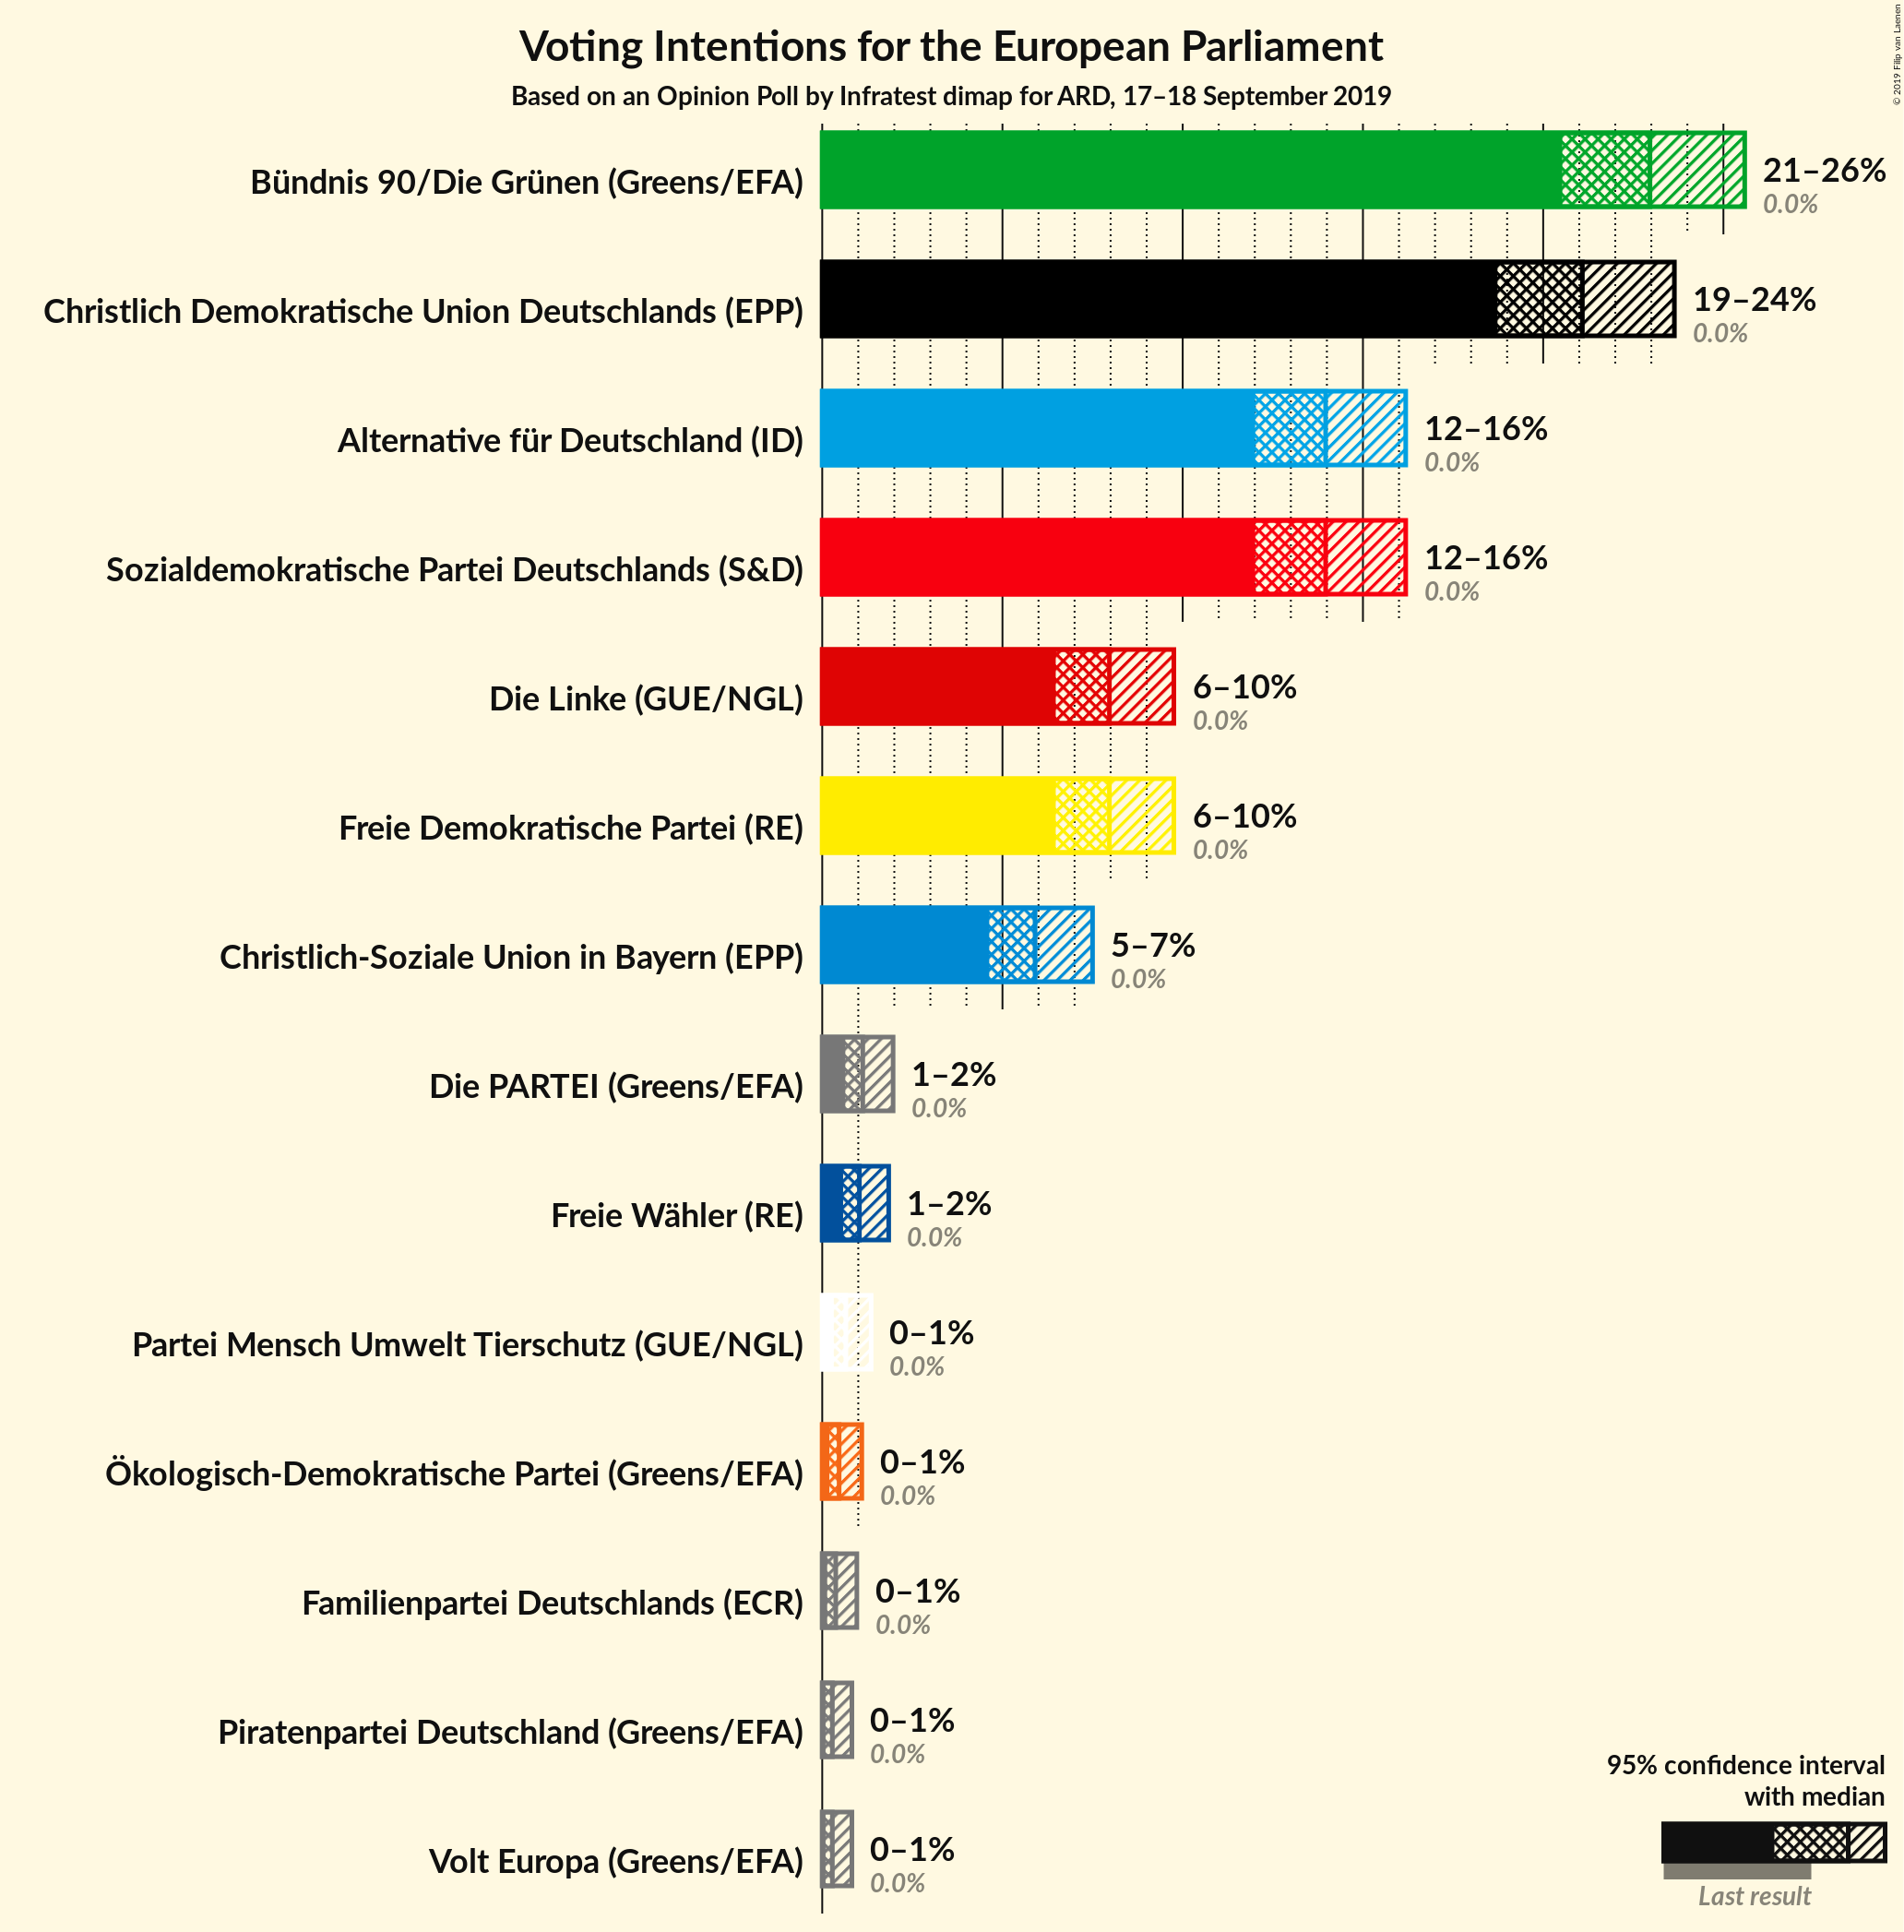 Voting Intentions for the European Parliament
Based on an Opinion Poll by Infratest dimap for ARD, 17–18 September 2019
© 2019 Filip van Laenen
Bündnis 90/Die Grünen (Greens/EFA)
21–26%
0.0%
Christlich Demokratische Union Deutschlands (EPP)
19–24%
0.0%
Alternative für Deutschland (ID)
12–16%
0.0%
Sozialdemokratische Partei Deutschlands (S&D)
12–16%
0.0%
Die Linke (GUE/NGL)
6–10%
0.0%
Freie Demokratische Partei (RE)
6–10%
0.0%
Christlich-Soziale Union in Bayern (EPP)
5–7%
0.0%
Die PARTEI (Greens/EFA)
1–2%
0.0%
Freie Wähler (RE)
1–2%
0.0%
Partei Mensch Umwelt Tierschutz (GUE/NGL)
0–1%
0.0%
Ökologisch-Demokratische Partei (Greens/EFA)
0–1%
0.0%
Familienpartei Deutschlands (ECR)
0–1%
0.0%
Piratenpartei Deutschland (Greens/EFA)
0–1%
0.0%
Volt Europa (Greens/EFA)
0–1%
0.0%
95% confidence interval
with median
Last result